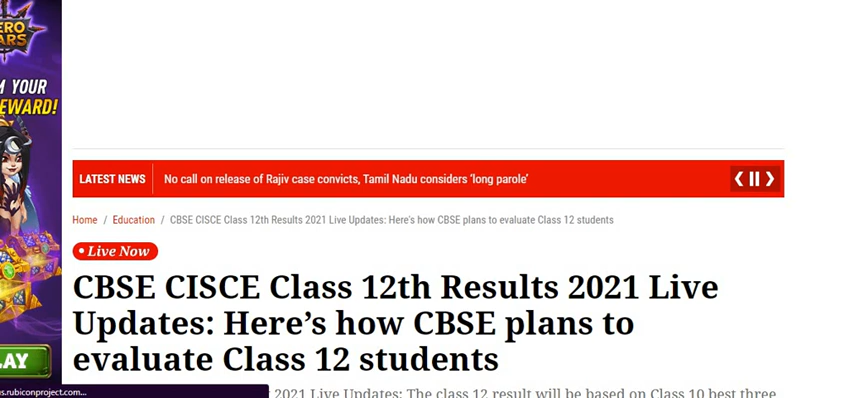 M YOUR
EWARD!
LATEST NEWS No call on release of Rajiv case convicts, Tamil Nadu considers 'long parole'
Home / Education / CBSE CISCE Class 12th Results 2021 Live Updates: Here's how CBSE plans to evaluate Class 12 students
• Live Now
CBSE CISCE Class 12th Results 2021 Live
Updates: Here's how CBSE plans to
evaluate Class 12 students
LAY
s.rubiconproject.com...
2021 Live Updates: The class 12 result will be based on Class 10 best three